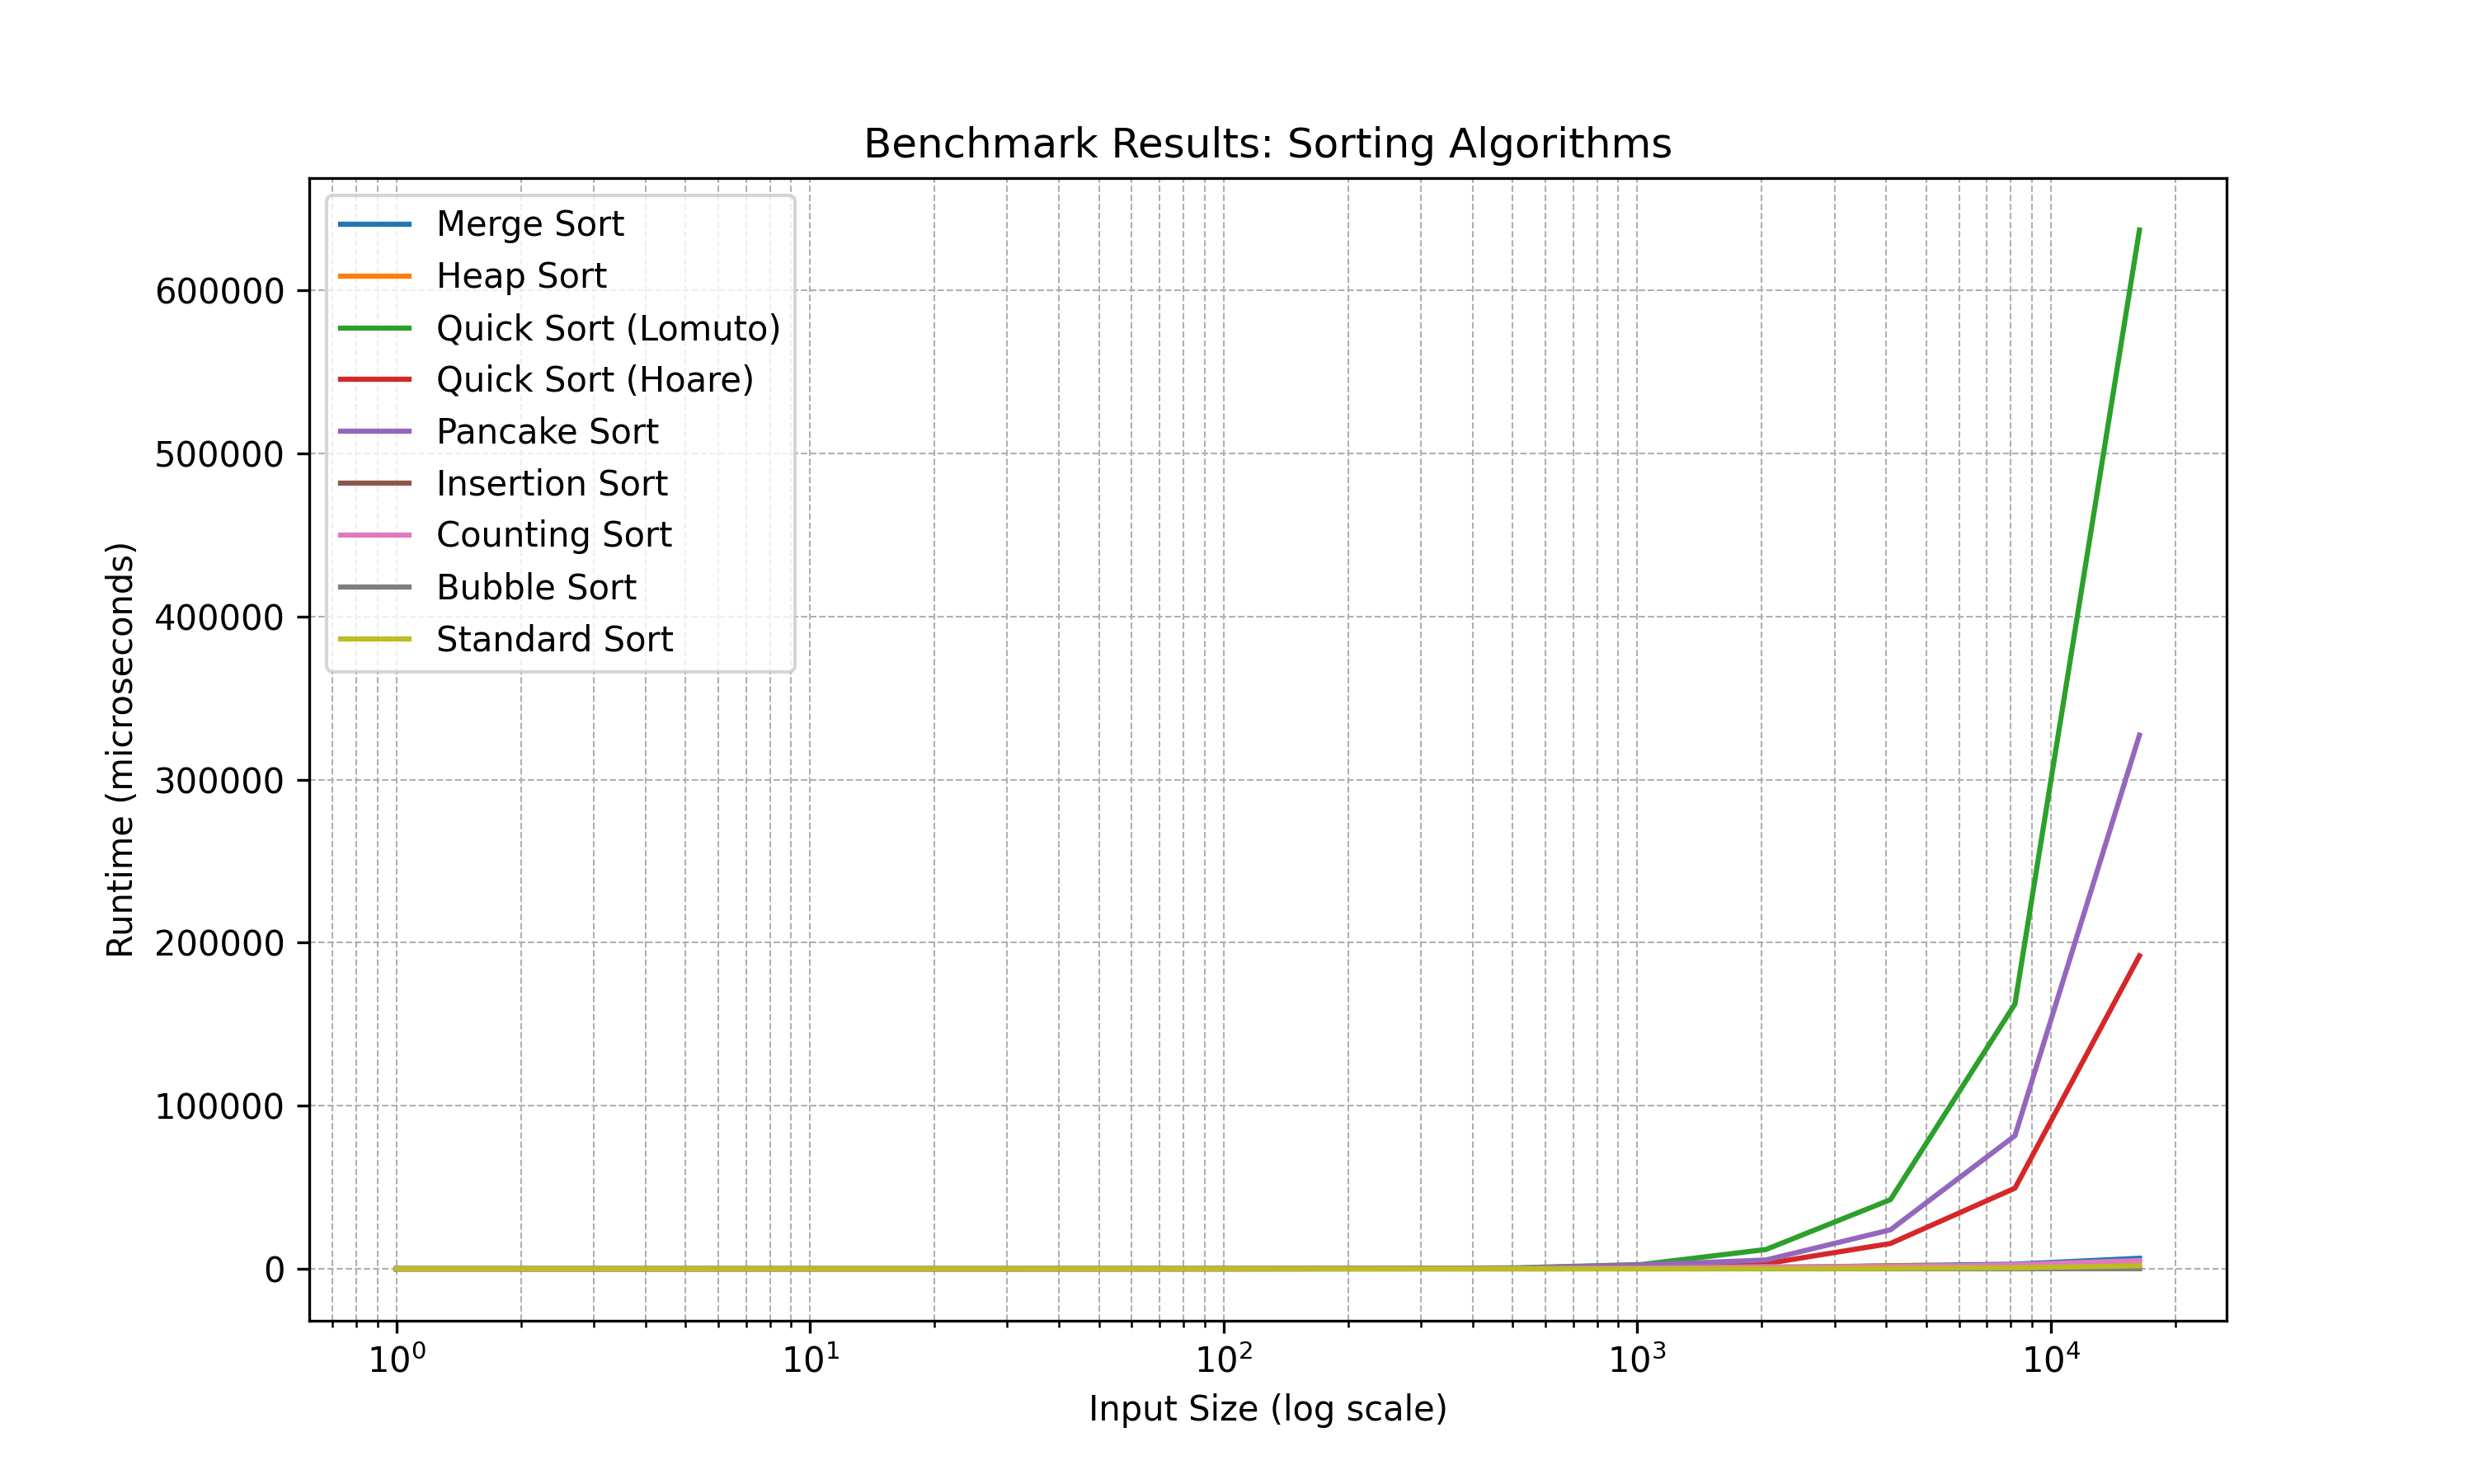 Benchmark Results: Sorting Algorithms
Merge Sort
Heap Sort
Quick Sort (Lomuto)
Quick Sort (Hoare)
Pancake Sort
Insertion Sort
Counting Sort
Bubble Sort
Standard Sort
Runtime (microseconds)
600000
500000
400000
300000
200000
100000
0
10⁰ 10¹ 10² 10³ 10⁴
Input Size (log scale)